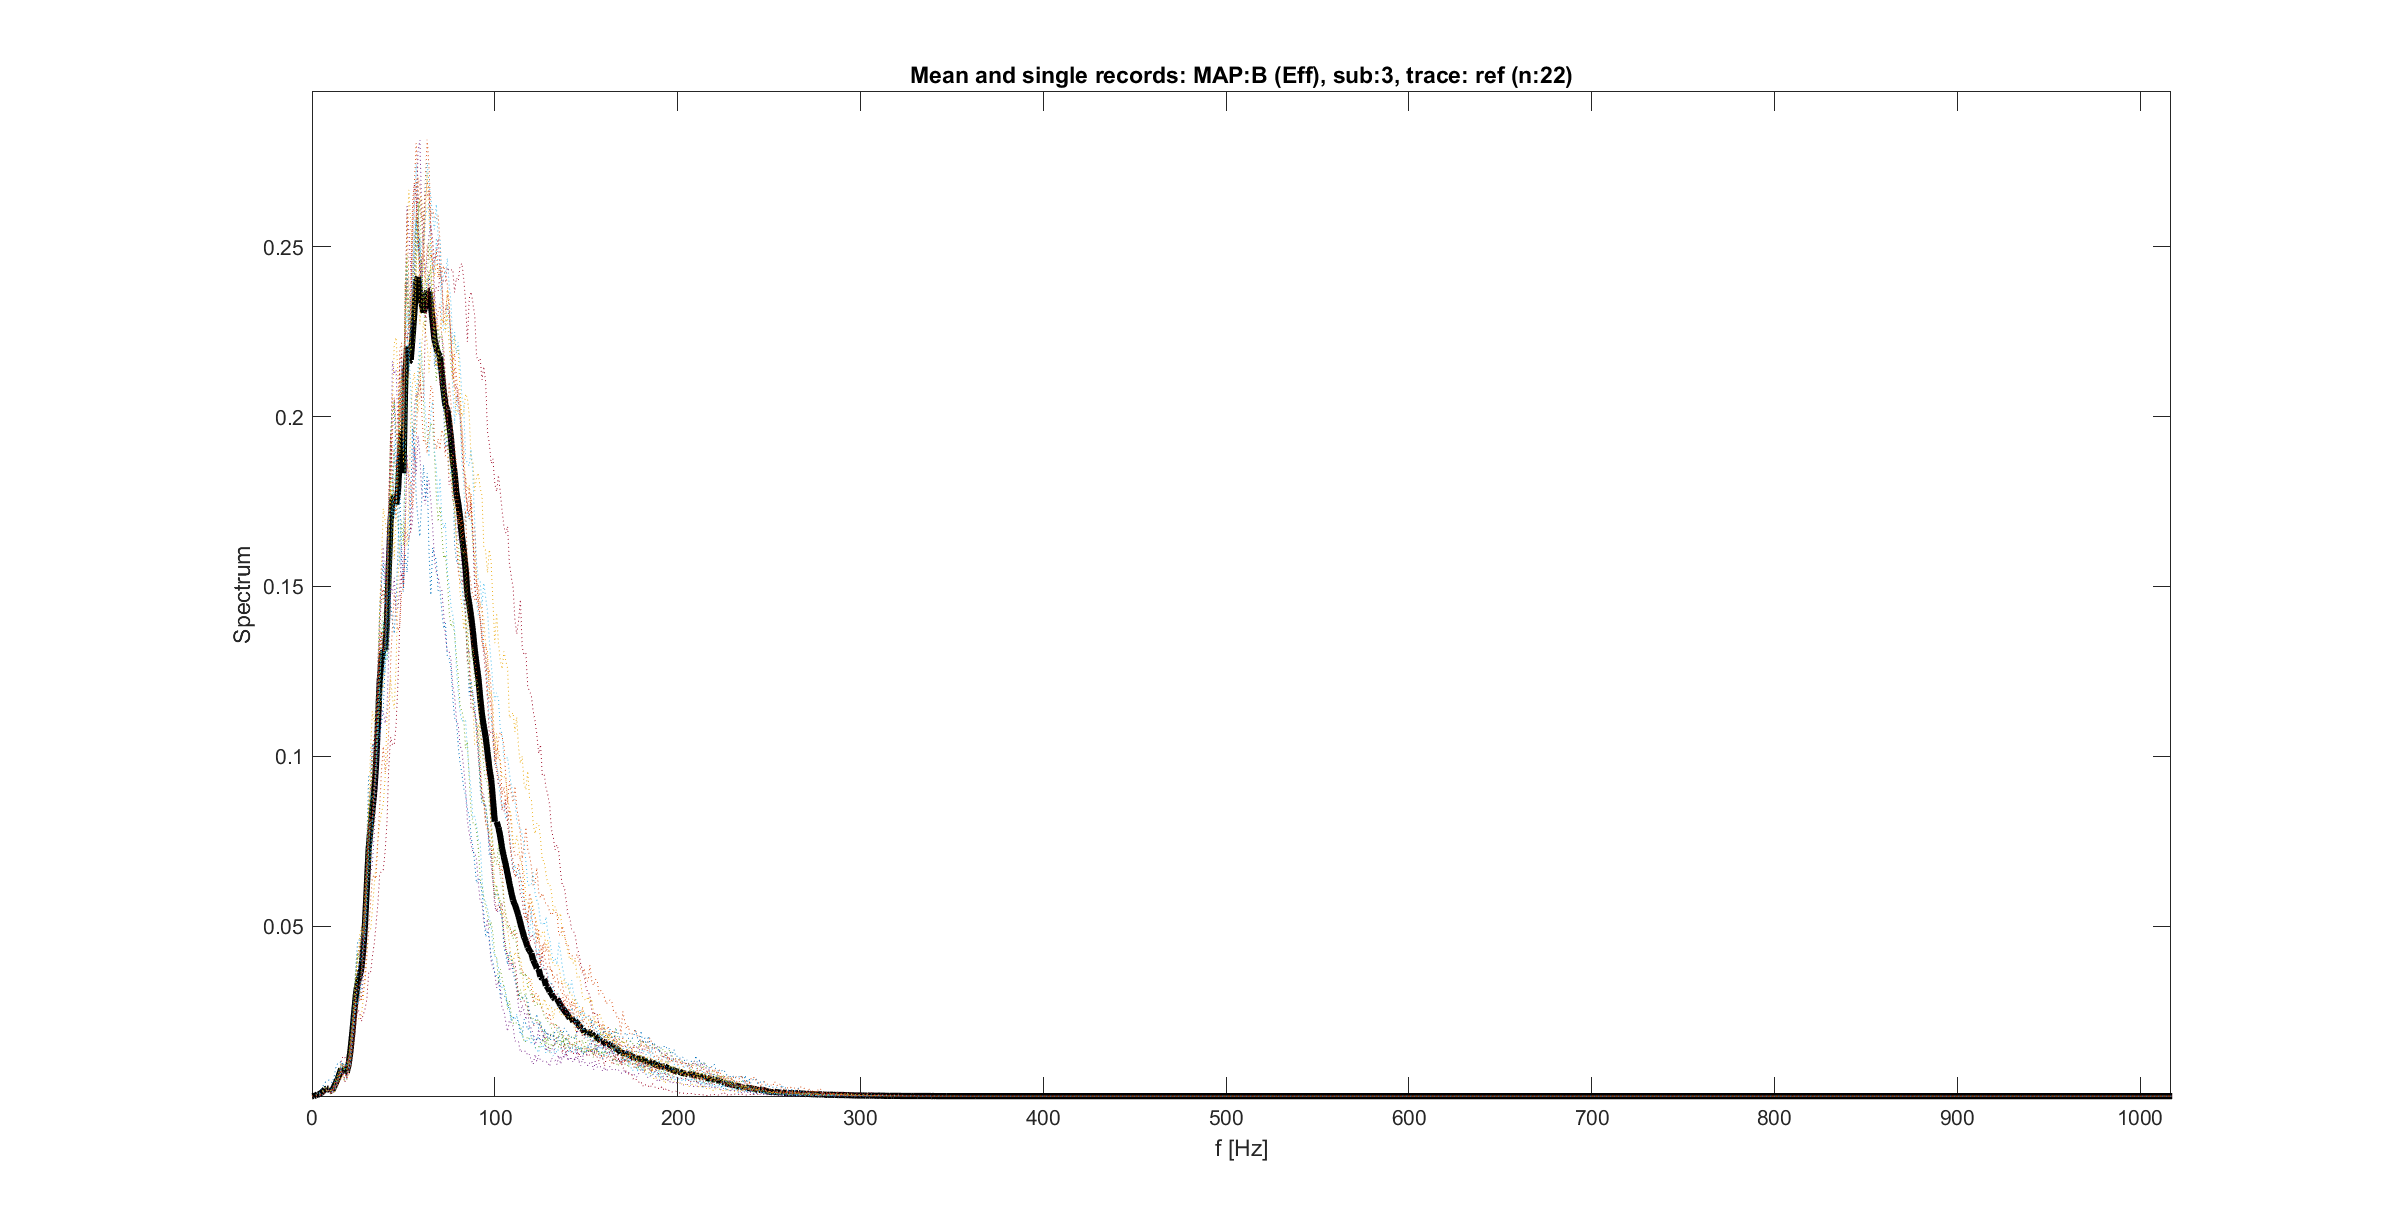 Mean and single records: MAP:B (Eff), sub:3, trace: ref (n:22)
0.25
0.2
0.15
0.1
0.05
Spectrum
0 100 200 300 400 500 600 700 800 900 1000
f [Hz]